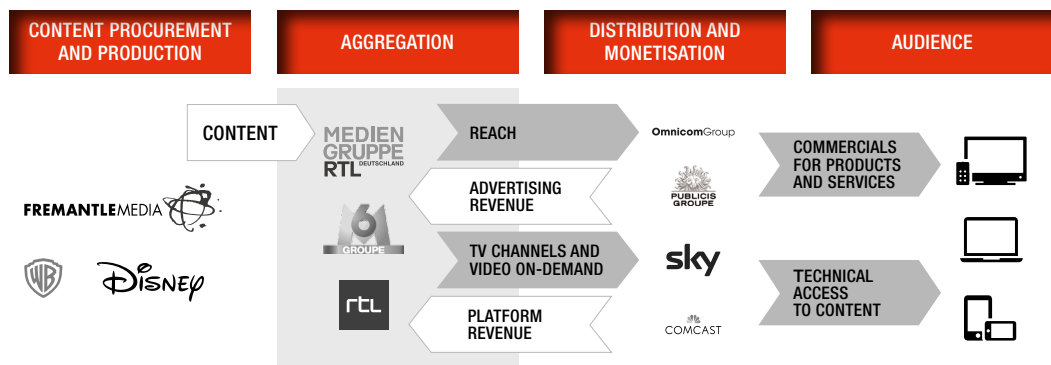 CONTENT PROCUREMENT
AND PRODUCTION
AGGREGATION
DISTRIBUTION AND
MONETISATION
AUDIENCE
CONTENT
FREMANTLEMEDIA
WB
Disney
MEDIEN
GRUPPE
RTL DEUTSCHLAND
M6
GROUPE
rtl
REACH
ADVERTISING
REVENUE
TV CHANNELS AND
VIDEO ON-DEMAND
PLATFORM
REVENUE
OmnicomGroup
PUBLICIS
GROUPE
sky
COMCAST
COMMERCIALS
FOR PRODUCTS
AND SERVICES
TECHNICAL
ACCESS
TO CONTENT